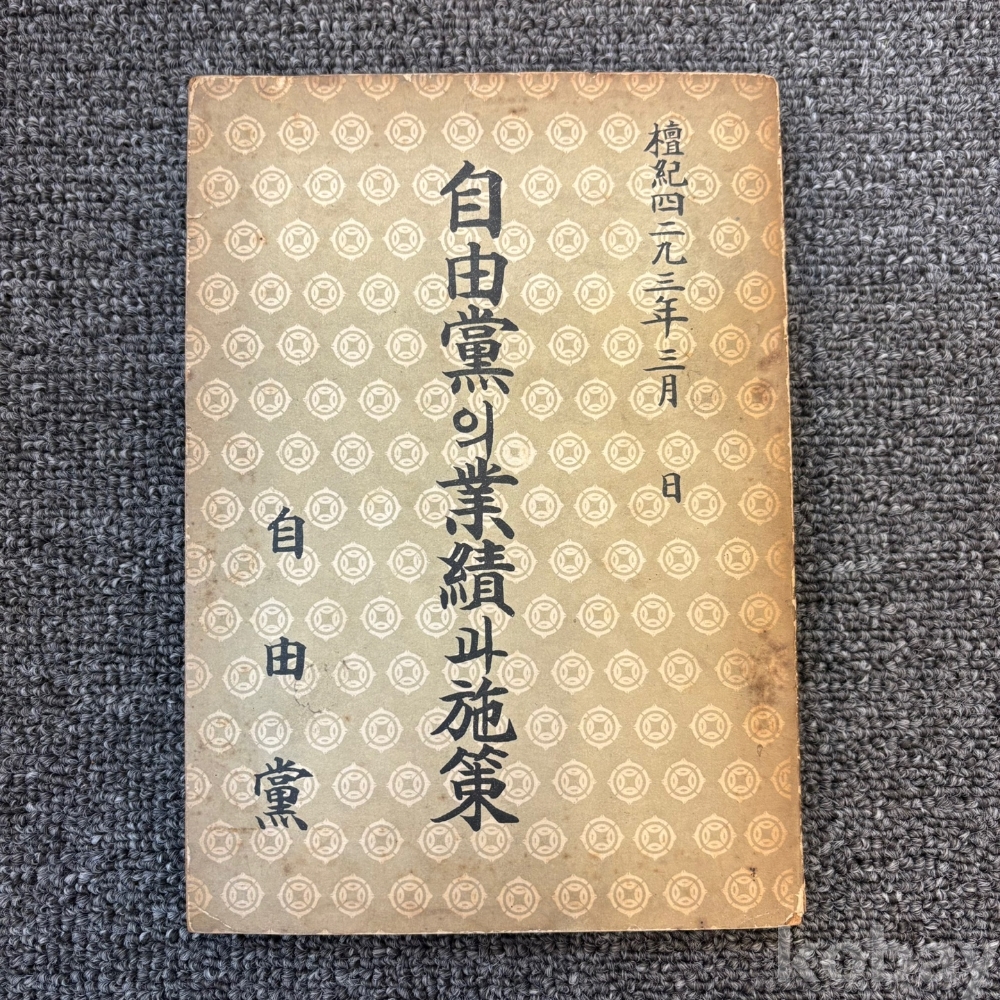 檀紀四二九三年 三月 日
自由黨의 業績과 施策
自由黨
kobay